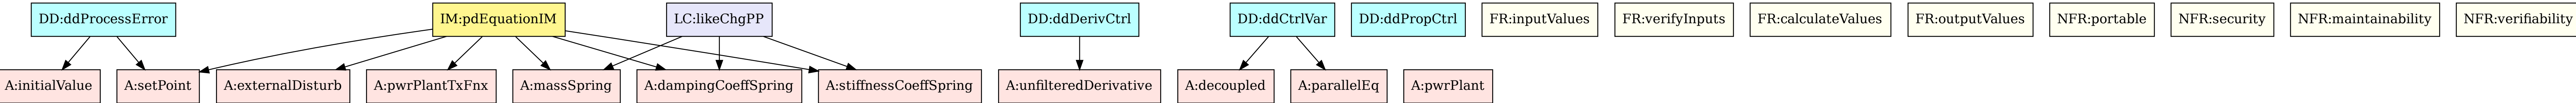 DD:ddProcessError
IM:pdEquationIM
LC:likeChgPP
DD:ddDerivCtrl
DD:ddCtrlVar
DD:ddPropCtrl
FR:inputValues
FR:verifyInputs
FR:calculateValues
FR:outputValues
NFR:portable
NFR:security
NFR:maintainability
NFR:verifiability
A:initialValue
A:setPoint
A:externalDisturb
A:pwrPlantTxFnx
A:massSpring
A:dampingCoeffSpring
A:stiffnessCoeffSpring
A:unfilteredDerivative
A:decoupled
A:parallelEq
A:pwrPlant